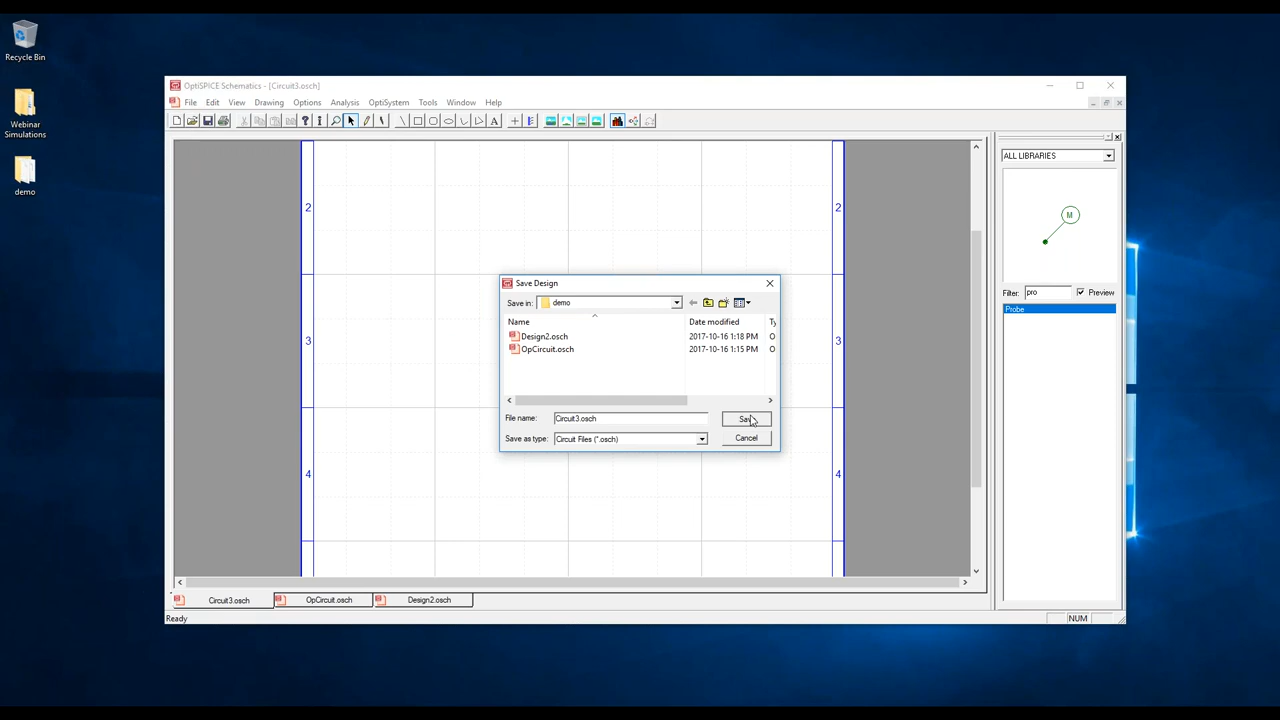 Recycle Bin
Webinar
Simulations
demo
OptiSPICE Schematics - [Circuit3.osch]
File Edit View Drawing Options Analysis OptiSystem Tools Window Help
A
ALL LIBRARIES
M
Filter: pro Preview
Probe
2 2
3 3
4 4
Save Design
Save in: demo
Name Date modified Ty
Design2.osch 2017-10-16 1:18 PM O
OpCircuit.osch 2017-10-16 1:15 PM O
File name: Circuit3.osch Save
Save as type: Circuit Files (*.osch) Cancel
Circuit3.osch OpCircuit.osch Design2.osch
Ready NUM